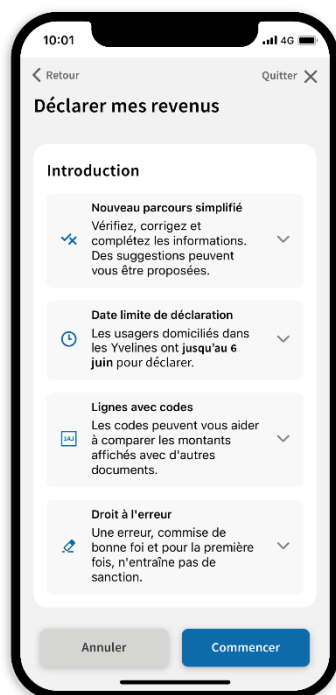 10:01
4G
Retour
Quitter
Déclarer mes revenus
Introduction
Nouveau parcours simplifié
Vérifiez, corrigez et
complétez les informations.
Des suggestions peuvent
vous être proposées.
Date limite de déclaration
Les usagers domiciliés dans
les Yvelines ont jusqu'au 6
juin pour déclarer.
Lignes avec codes
1AJ
Les codes peuvent vous aider
à comparer les montants
affichés avec d'autres
documents.
Droit à l'erreur
Une erreur, commise de
bonne foi et pour la première
fois, n'entraîne pas de
sanction.
Annuler
Commencer